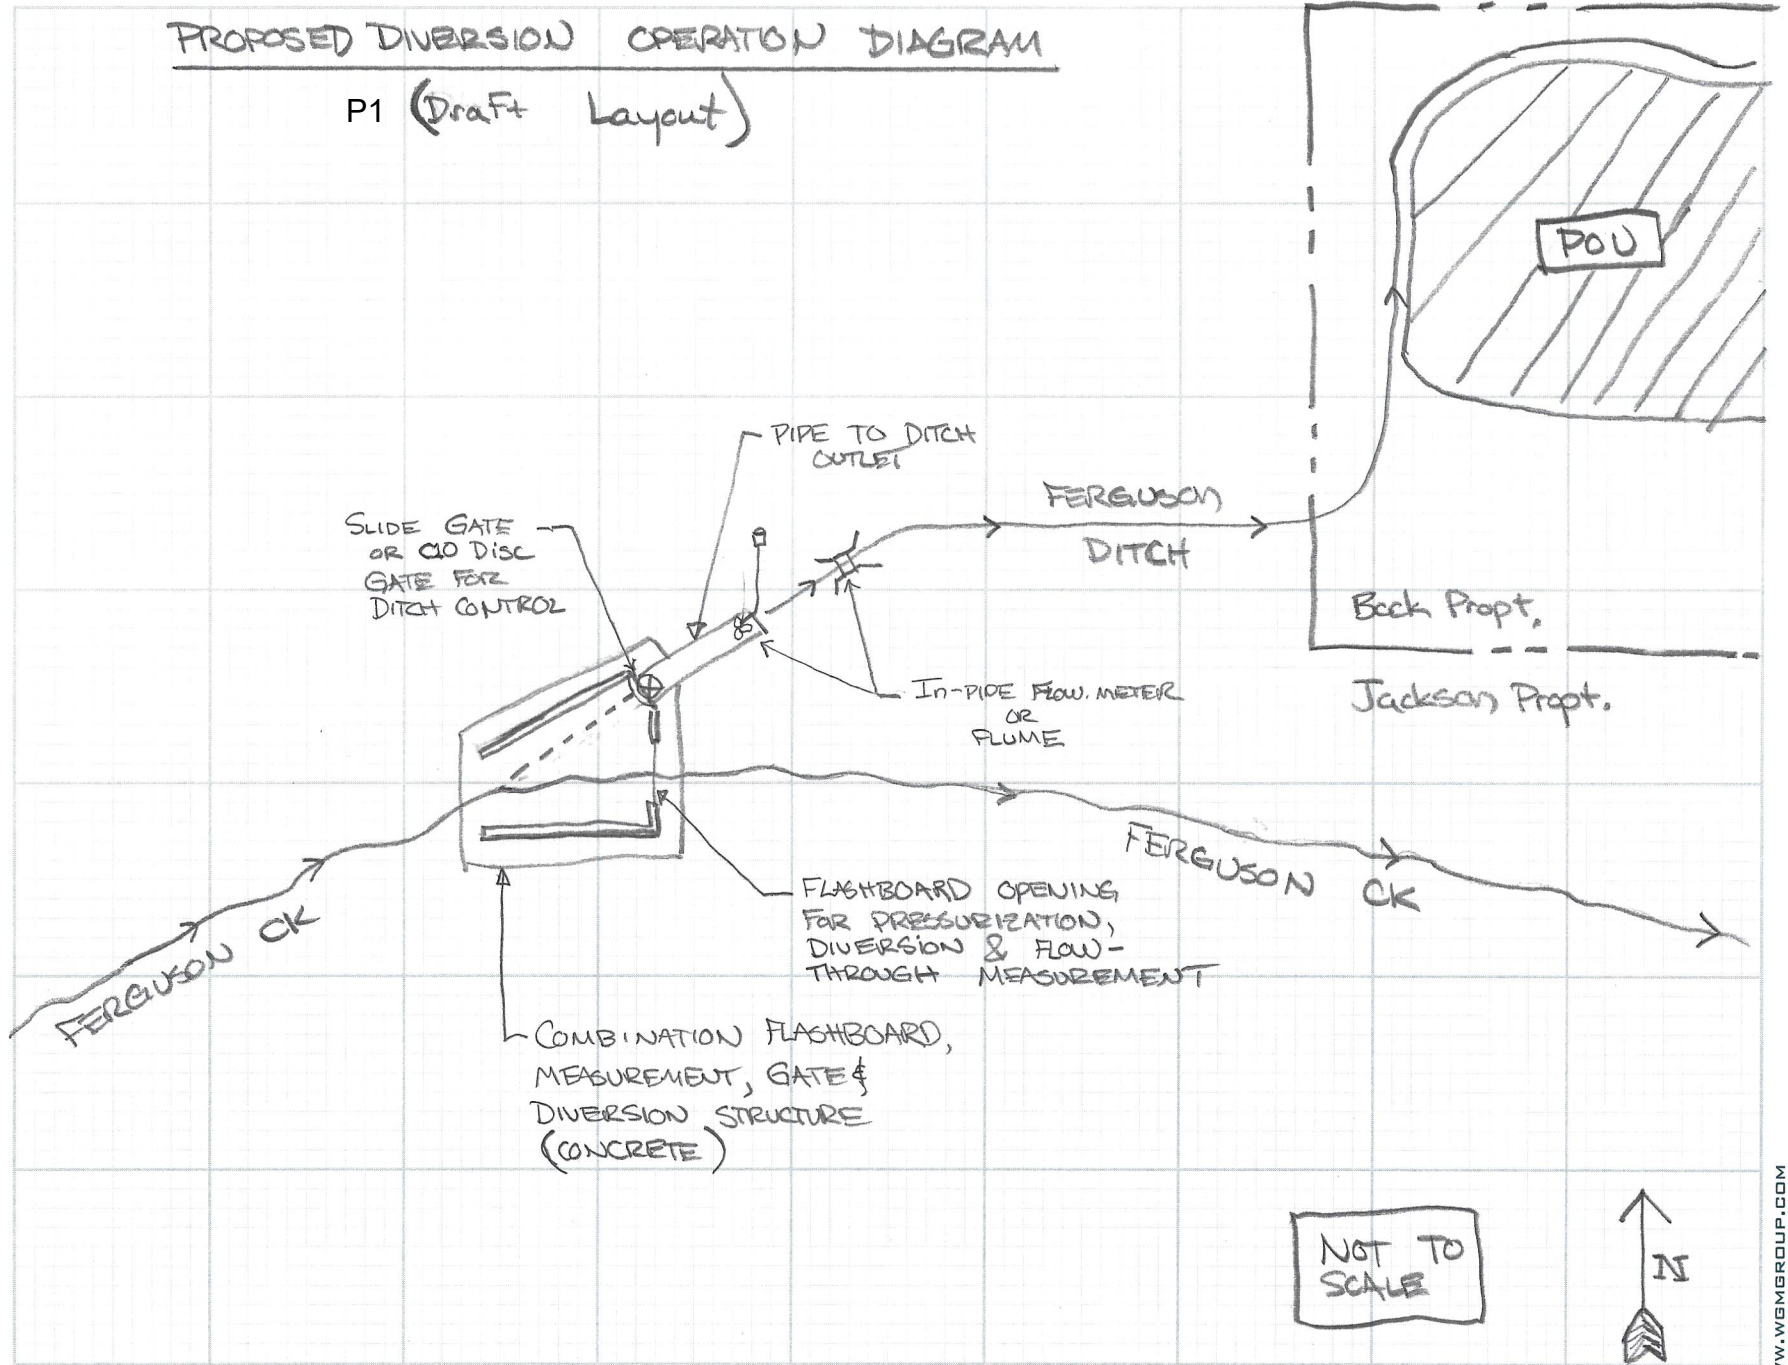 PROPOSED DIVERSION OPERATION DIAGRAM
P1 (Draft Layout)
POU
PIPE TO DITCH
OUTLET
SLIDE GATE
OR DISC
GATE FOR
DITCH CONTROL
FERGUSON
DITCH
Beck Propt.
Jackson Propt.
In-PIPE FLOW METER
OR
FLUME
FERGUSON CK
FERGUSON CK
FLASHBOARD OPENING
FOR PRESSURIZATION,
DIVERSION & FLOW-
THROUGH MEASUREMENT
COMBINATION FLASHBOARD,
MEASUREMENT, GATE &
DIVERSION STRUCTURE
(CONCRETE)
NOT TO
SCALE
N
W.WGMGROUP.COM